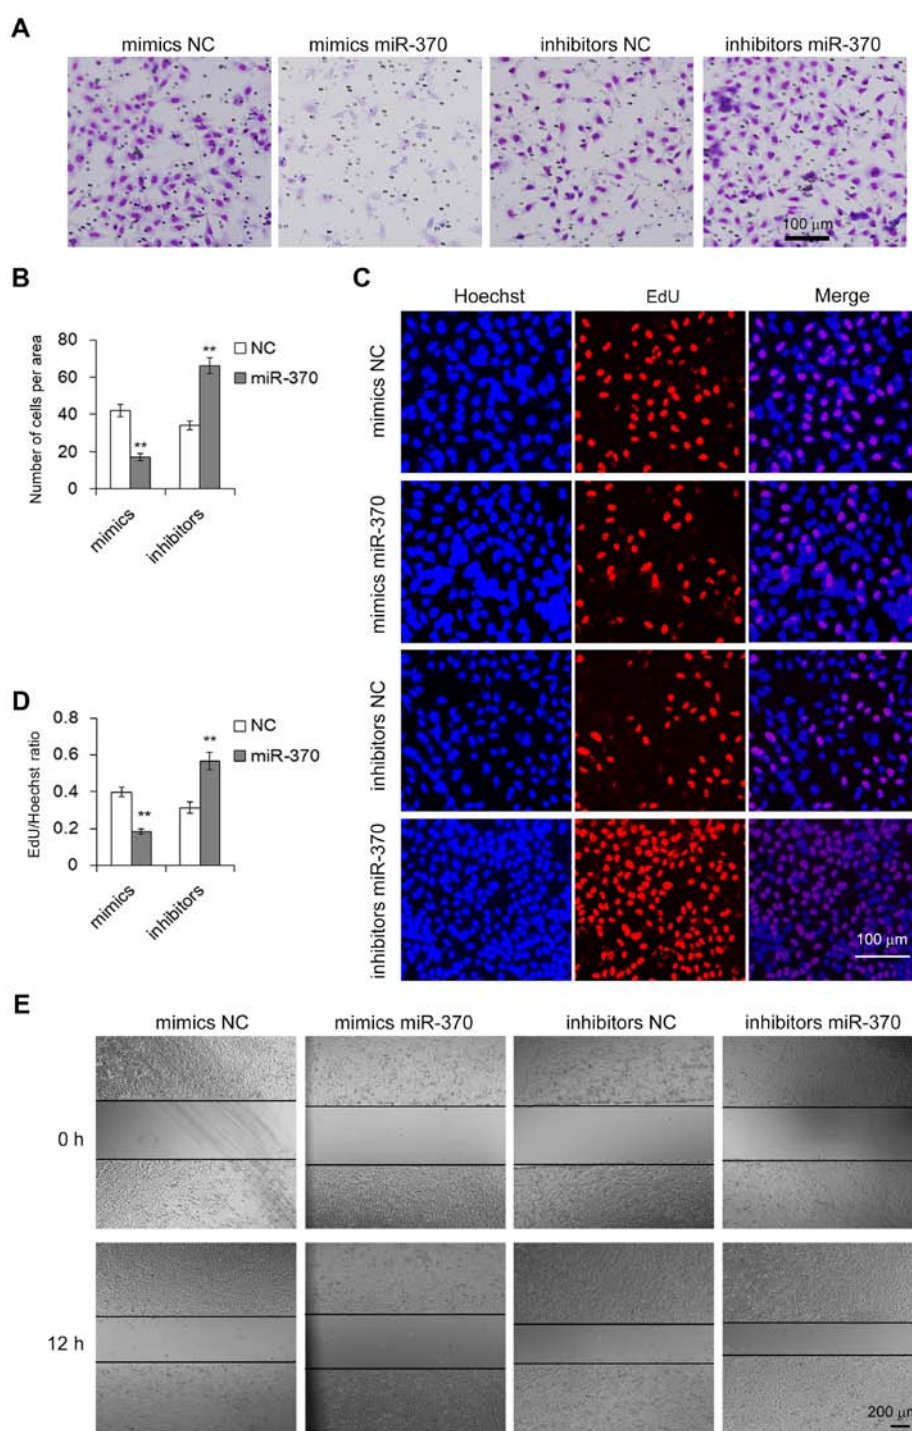 A
mimics NC
mimics miR-370
inhibitors NC
inhibitors miR-370
100 μm
B
Number of cells per area
80
60
40
20
0
**
**
NC
miR-370
mimics
inhibitors
C
Hoechst
EdU
Merge
mimics NC
mimics miR-370
inhibitors NC
inhibitors miR-370
100 μm
D
EdU/Hoechst ratio
0.8
0.6
0.4
0.2
0
**
**
NC
miR-370
mimics
inhibitors
E
mimics NC
mimics miR-370
inhibitors NC
inhibitors miR-370
0 h
12 h
200 μm